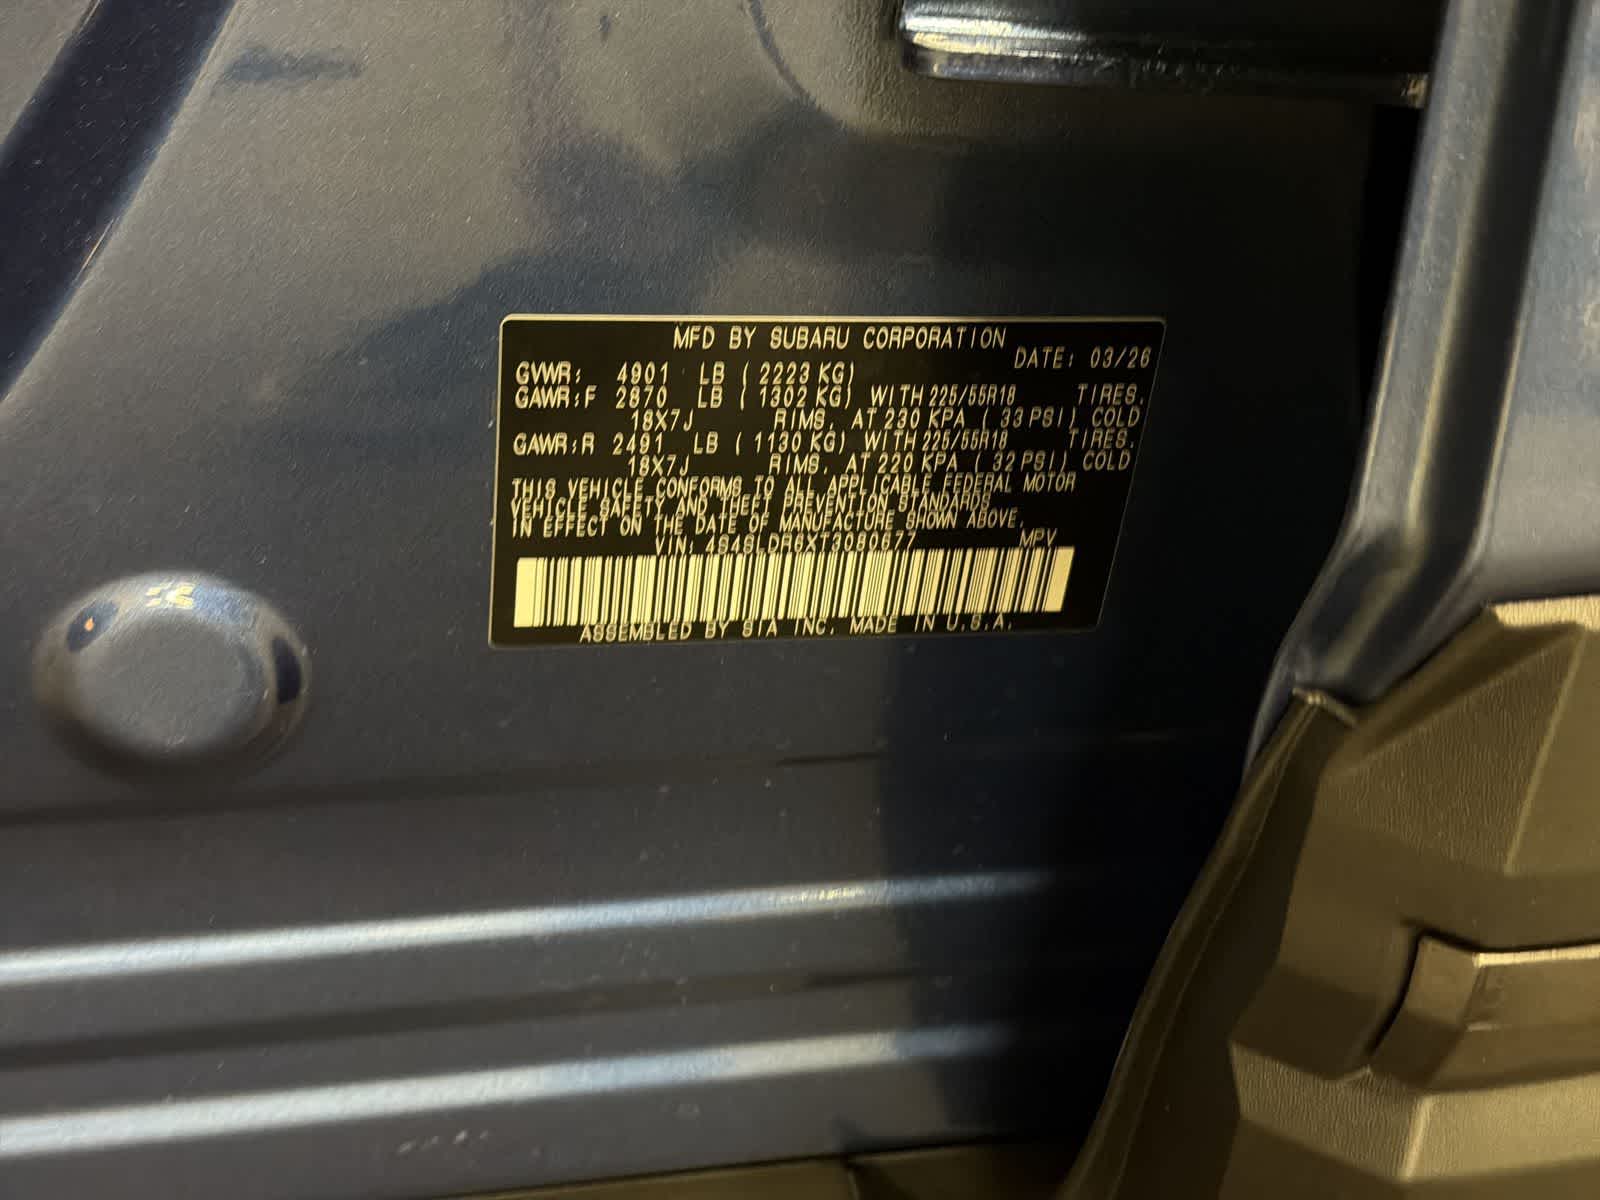 MFD BY SUBARU CORPORATION
DATE: 03/26
GVWR: 4901 LB (2223 KG)
GAWR:F 2870 LB (1302 KG) WITH 225/55R18 TIRES,
18X7J RIMS, AT 230 KPA (33 PSI) COLD
GAWR:R 2491 LB (1130 KG) WITH 225/55R18 TIRES,
18X7J RIMS, AT 220 KPA (32 PSI) COLD
THIS VEHICLE CONFORMS TO ALL APPLICABLE FEDERAL MOTOR
VEHICLE SAFETY AND THEFT PREVENTION STANDARDS
IN EFFECT ON THE DATE OF MANUFACTURE SHOWN ABOVE.
VIN: MPV
ASSEMBLED BY SIA INC. MADE IN U.S.A.